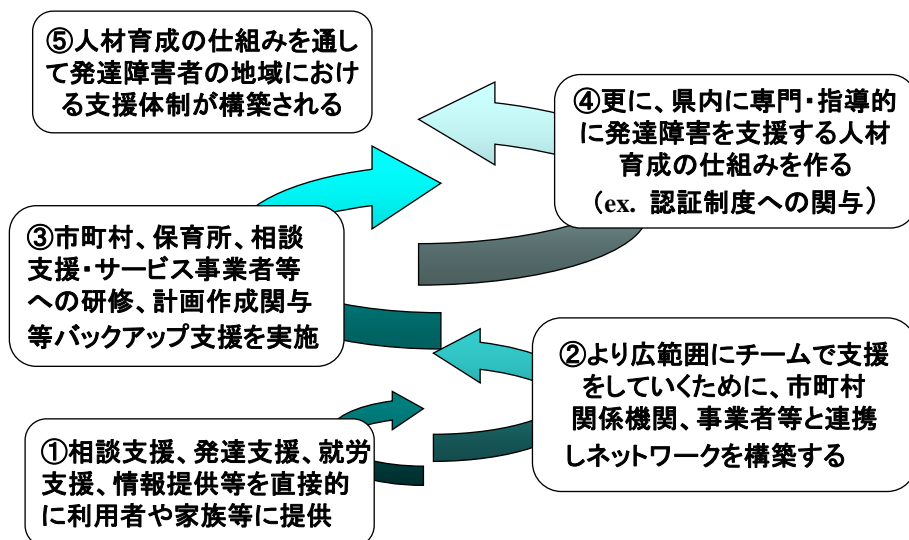 ⑤人材育成の仕組みを通し
て発達障害者の地域におけ
る支援体制が構築される
④更に、県内に専門・指導的
に発達障害を支援する人材
育成の仕組みを作る
（ex. 認証制度への関与）
③市町村、保育所、相談
支援・サービス事業者等
への研修、計画作成関与
等バックアップ支援を実施
②より広範囲にチームで支援
をしていくために、市町村
関係機関、事業者等と連携
しネットワークを構築する
①相談支援、発達支援、就労
支援、情報提供等を直接的
に利用者や家族等に提供